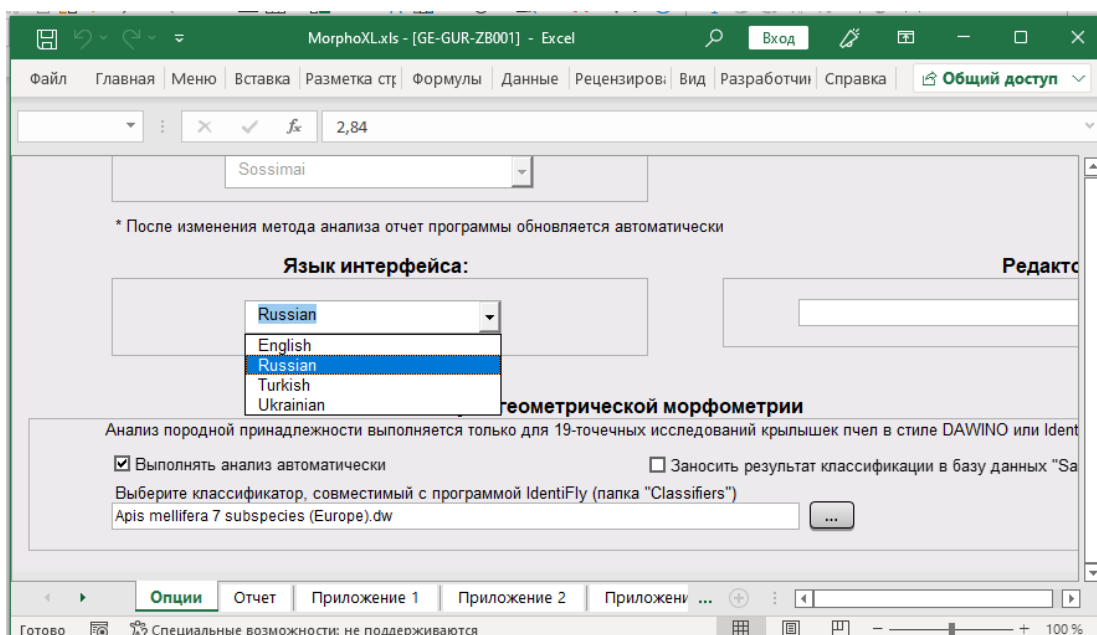 MorphoXL.xls - [GE-GUR-ZB001] - Excel
Вход
Файл Главная Меню Вставка Разметка стр Формулы Данные Рецензирова Вид Разработчик Справка Общий доступ
fx 2,84
Sossimai
* После изменения метода анализа отчет программы обновляется автоматически
Язык интерфейса:
Редакто
Russian
English
Russian
Turkish
Ukrainian
геометрической морфометрии
Анализ породной принадлежности выполняется только для 19-точечных исследований крылышек пчел в стиле DAWINO или Ident
Выполнять анализ автоматически
Заносить результат классификации в базу данных "Sa
Выберите классификатор, совместимый с программой IdentiFly (папка "Classifiers")
Apis mellifera 7 subspecies (Europe).dw
...
Опции Отчет Приложение 1 Приложение 2 Приложени ...
Готово Специальные возможности: не поддерживаются 100 %